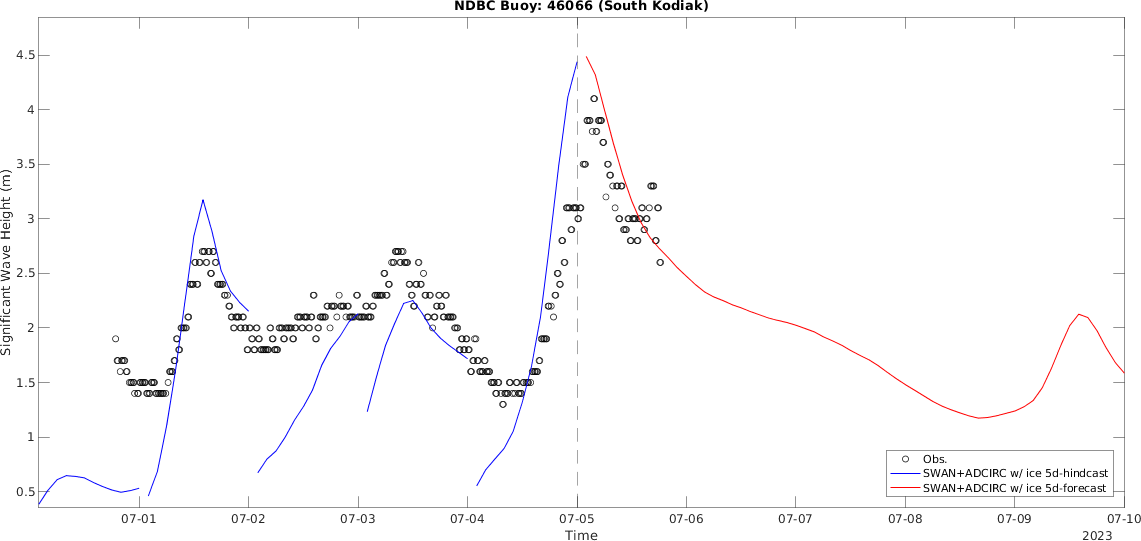 NDBC Buoy: 46066 (South Kodiak)
4.5
4
3.5
3
2.5
2
1.5
1
0.5
Significant Wave Height (m)
Obs.
SWAN+ADCIRC w/ ice 5d-hindcast
SWAN+ADCIRC w/ ice 5d-forecast
07-01 07-02 07-03 07-04 07-05 07-06 07-07 07-08 07-09 07-10
Time
2023